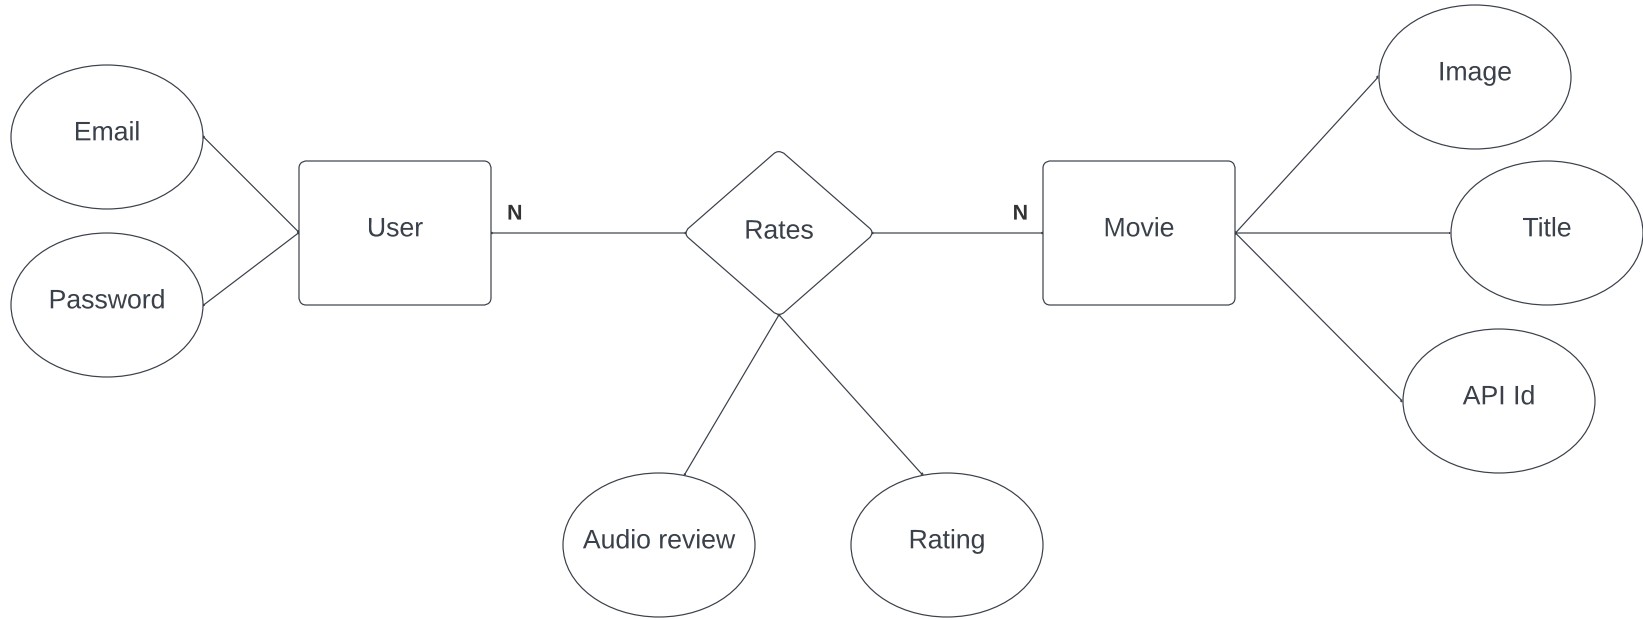 Image
Email
User
N
Rates
N
Movie
Title
Password
API Id
Audio review
Rating